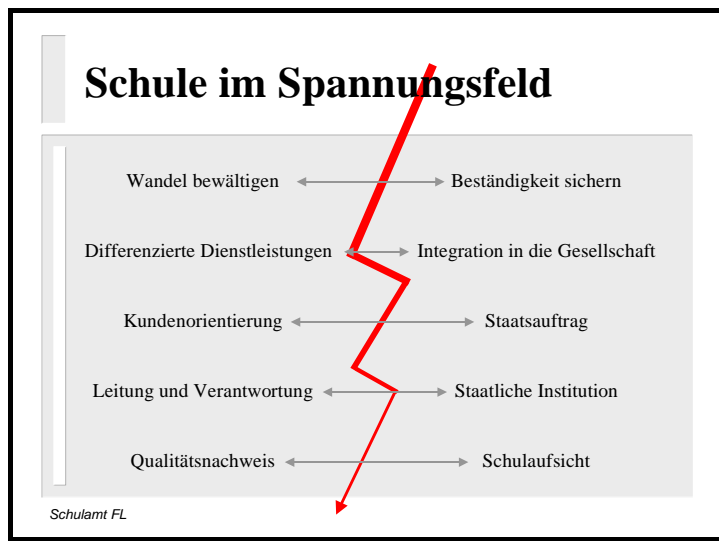 Schule im Spannungsfeld
Wandel bewältigen Beständigkeit sichern
Differenzierte Dienstleistungen Integration in die Gesellschaft
Kundenorientierung Staatsauftrag
Leitung und Verantwortung Staatliche Institution
Qualitätsnachweis Schulaufsicht
Schulamt FL